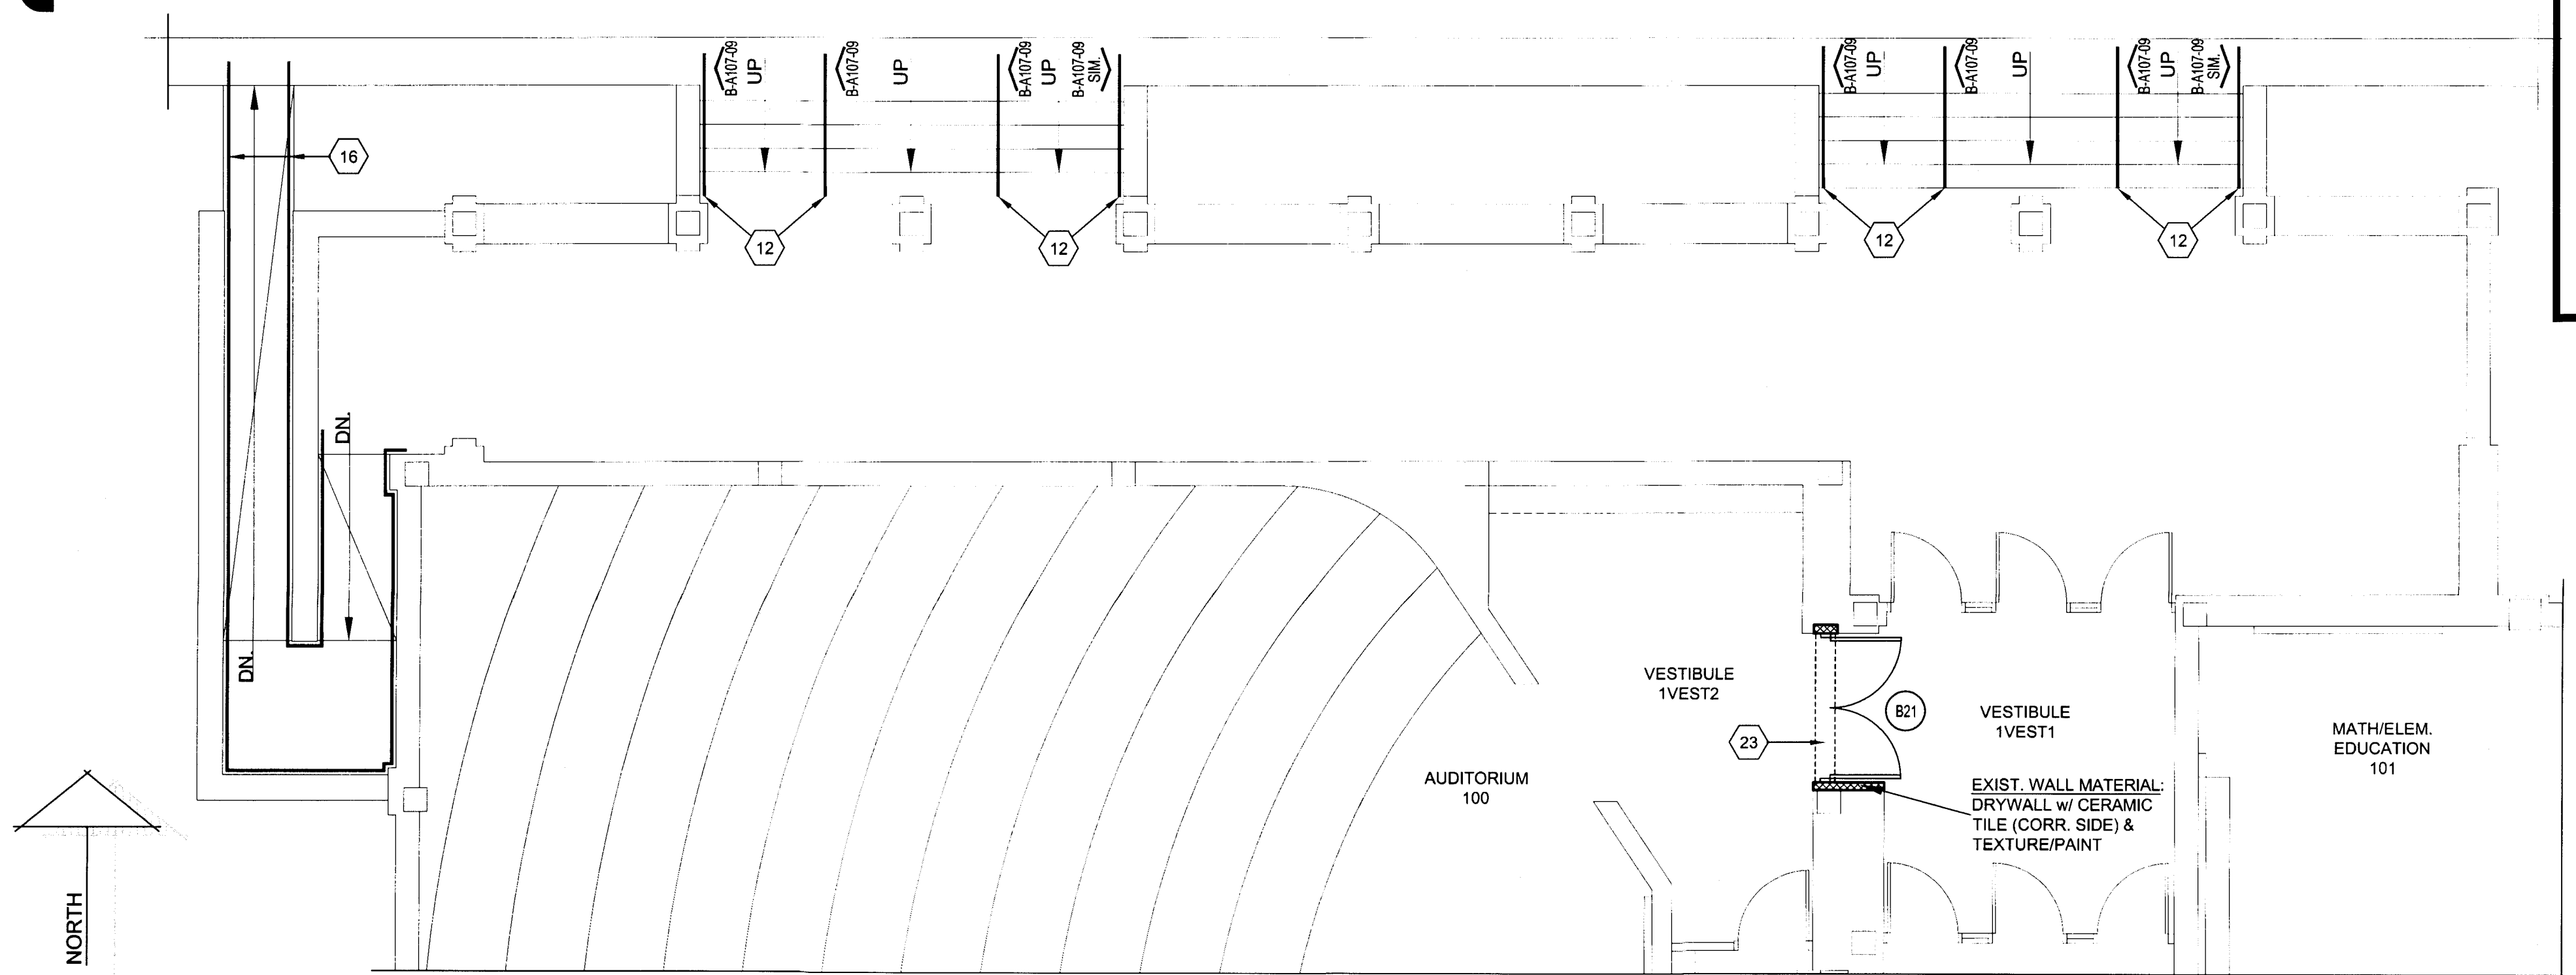 B-A107-09
UP
B-A107-09
UP
B-A107-09
UP
B-A107-09
SIM.
B-A107-09
UP
B-A107-09
UP
B-A107-09
UP
B-A107-09
SIM.
16
12
12
12
12
DN.
DN.
VESTIBULE
1VEST2
B21
VESTIBULE
1VEST1
23
MATH/ELEM.
EDUCATION
101
AUDITORIUM
100
EXIST. WALL MATERIAL:
DRYWALL w/ CERAMIC
TILE (CORR. SIDE) &
TEXTURE/PAINT
NORTH